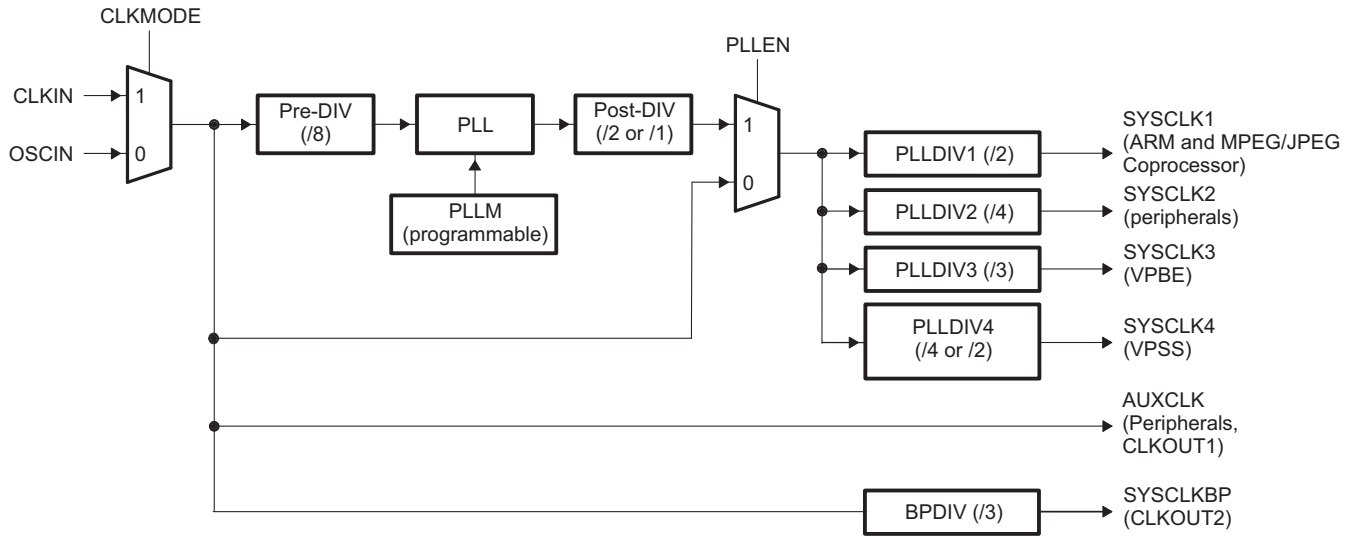 CLKMODE
CLKIN
OSCIN
1
0
Pre-DIV
(/8)
PLL
PLLM
(programmable)
Post-DIV
(/2 or /1)
PLLEN
1
0
PLLDIV1 (/2)
PLLDIV2 (/4)
PLLDIV3 (/3)
PLLDIV4
(/4 or /2)
BPDIV (/3)
SYSCLK1
(ARM and MPEG/JPEG
Coprocessor)
SYSCLK2
(peripherals)
SYSCLK3
(VPBE)
SYSCLK4
(VPSS)
AUXCLK
(Peripherals,
CLKOUT1)
SYSCLKBP
(CLKOUT2)